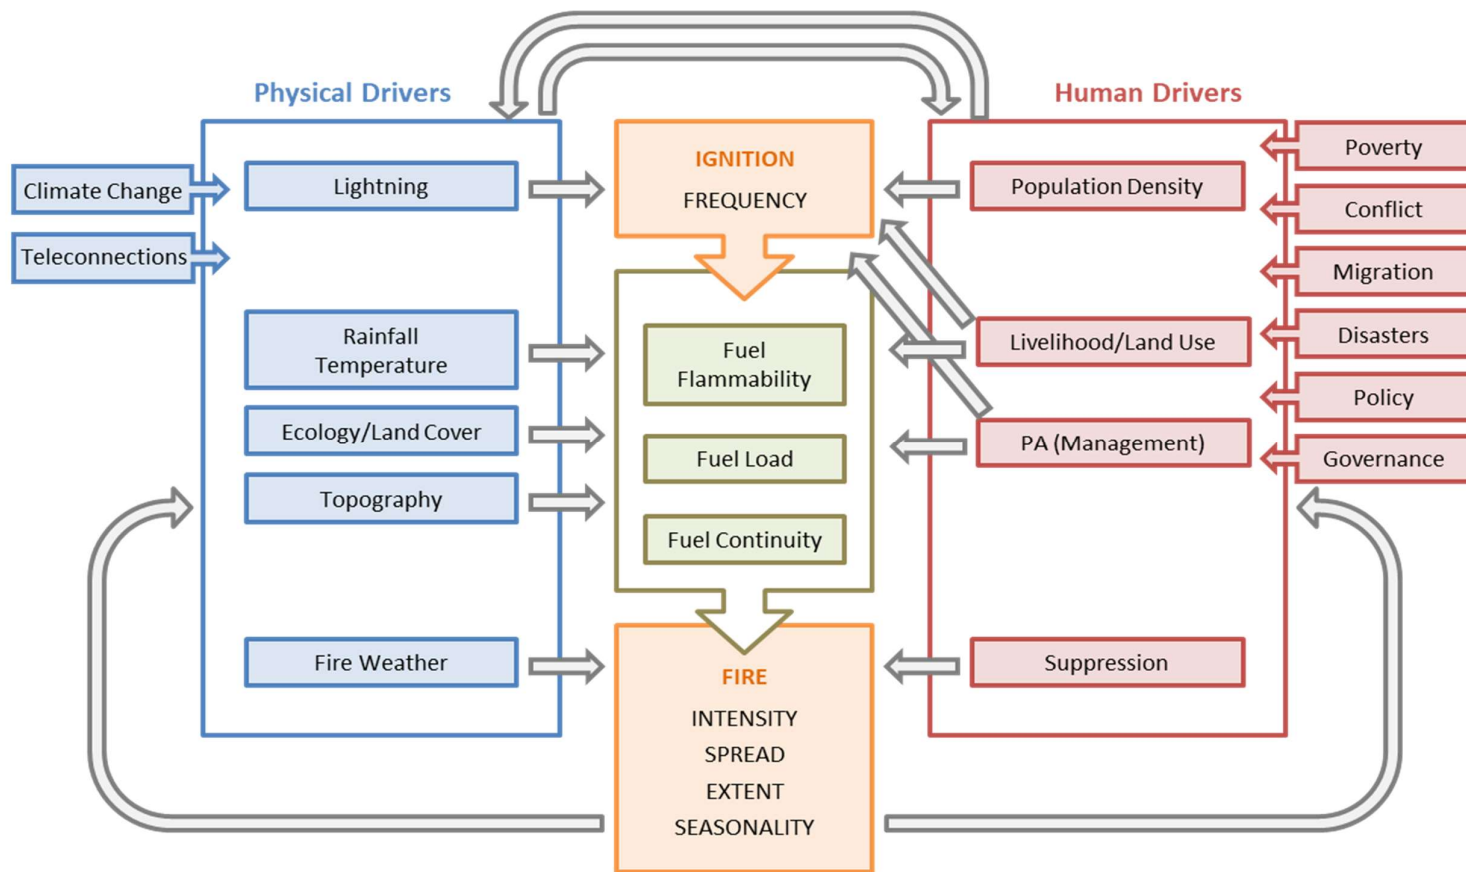 Physical Drivers
Human Drivers
Climate Change
Teleconnections
Lightning
Rainfall
Temperature
Ecology/Land Cover
Topography
Fire Weather
IGNITION
FREQUENCY
Fuel
Flammability
Fuel Load
Fuel Continuity
FIRE
INTENSITY
SPREAD
EXTENT
SEASONALITY
Population Density
Livelihood/Land Use
PA (Management)
Suppression
Poverty
Conflict
Migration
Disasters
Policy
Governance